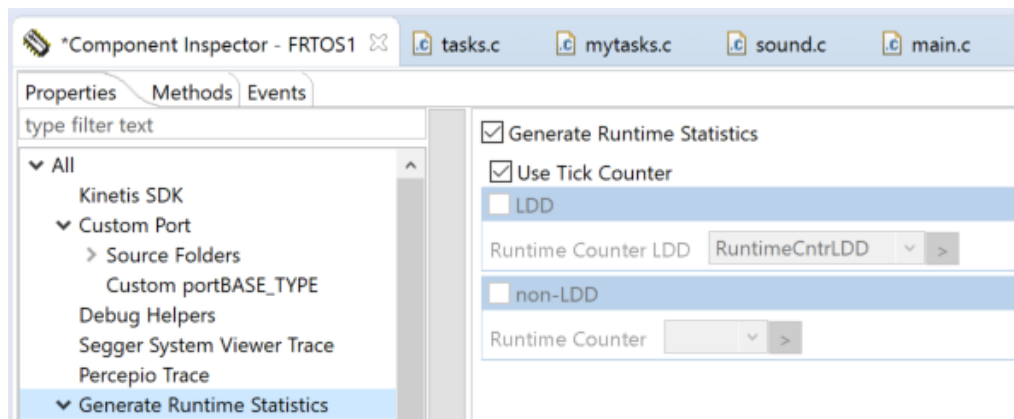 *Component Inspector - FRTOS1 tasks.c mytasks.c sound.c main.c
Properties Methods Events
type filter text
All
Kinetis SDK
Custom Port
Source Folders
Custom portBASE_TYPE
Debug Helpers
Segger System Viewer Trace
Percepio Trace
Generate Runtime Statistics
Generate Runtime Statistics
Use Tick Counter
LDD
Runtime Counter LDD RuntimeCntrLDD >
non-LDD
Runtime Counter >